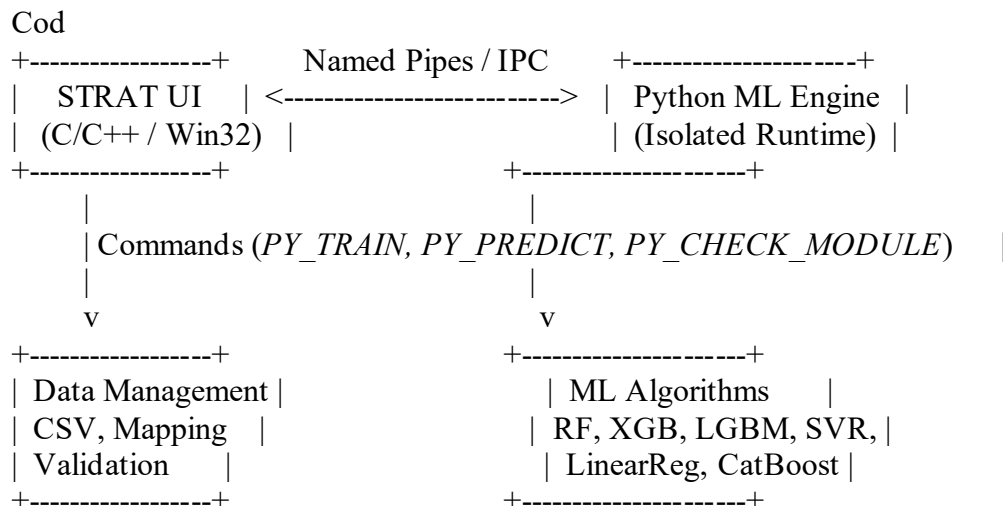 Cod
+------------------+ Named Pipes / IPC +---------------------+
| STRAT UI | <--------------------------> | Python ML Engine |
| (C/C++ / Win32) | | (Isolated Runtime) |
+------------------+ +----------------------+
| |
| Commands (PY_TRAIN, PY_PREDICT, PY_CHECK_MODULE) |
| |
v v
+------------------+ +----------------------+
| Data Management | | ML Algorithms |
| CSV, Mapping | | RF, XGB, LGBM, SVR, |
| Validation | | LinearReg, CatBoost |
+------------------+ +----------------------+